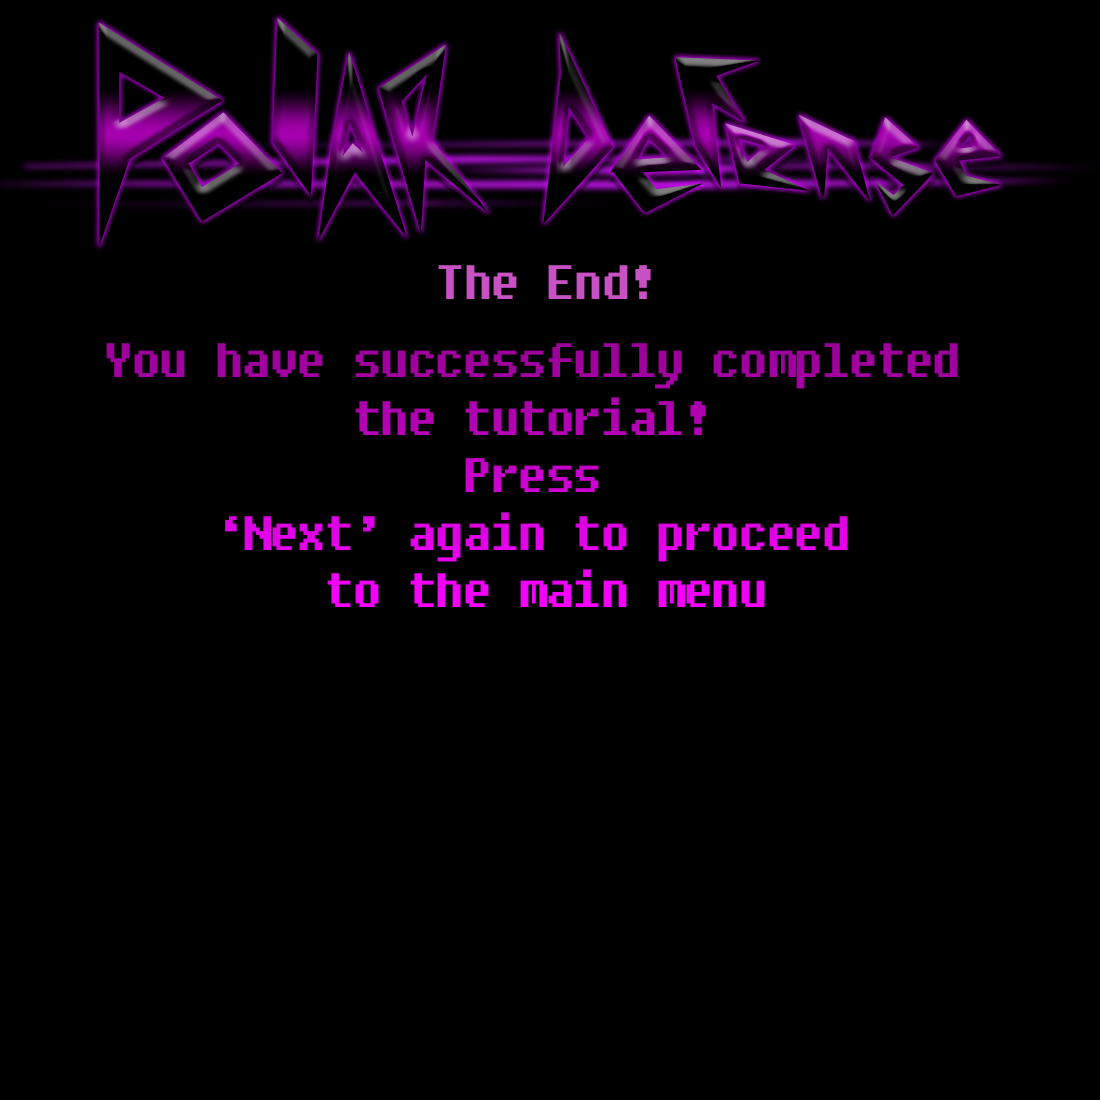 Polar Defense
The End!
You have successfully completed
the tutorial!
Press
‘Next’ again to proceed
to the main menu